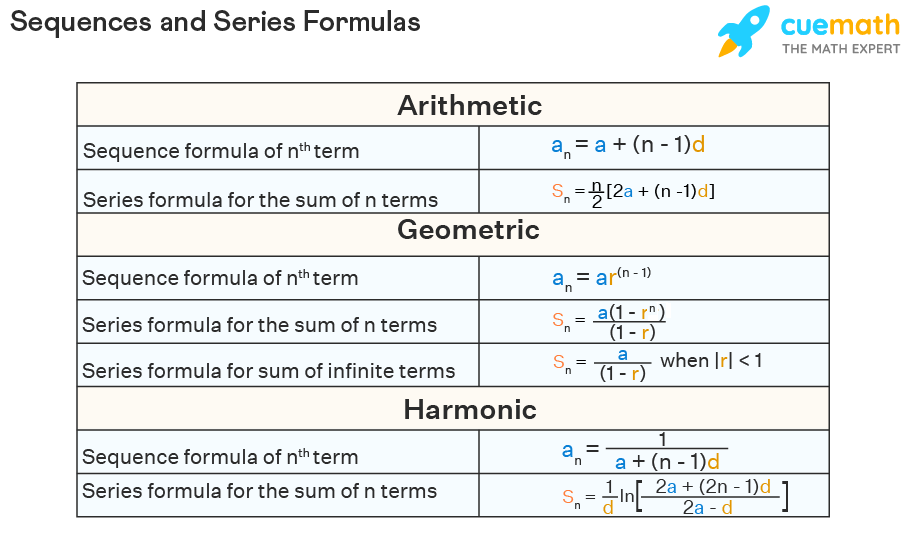 Sequences and Series Formulas
cuemath
THE MATH EXPERT
Arithmetic
Sequence formula of nᵗʰ term
aₙ = a + (n - 1)d
Series formula for the sum of n terms
Sₙ = n/2 [2a + (n -1)d]
Geometric
Sequence formula of nᵗʰ term
aₙ = ar⁽ⁿ ⁻ ¹⁾
Series formula for the sum of n terms
Sₙ = a(1 - rⁿ) / (1 - r)
Series formula for sum of infinite terms
Sₙ = a / (1 - r) when |r| < 1
Harmonic
Sequence formula of nᵗʰ term
aₙ = 1 / a + (n - 1)d
Series formula for the sum of n terms
Sₙ = 1/d ln[ 2a + (2n - 1)d / 2a - d ]